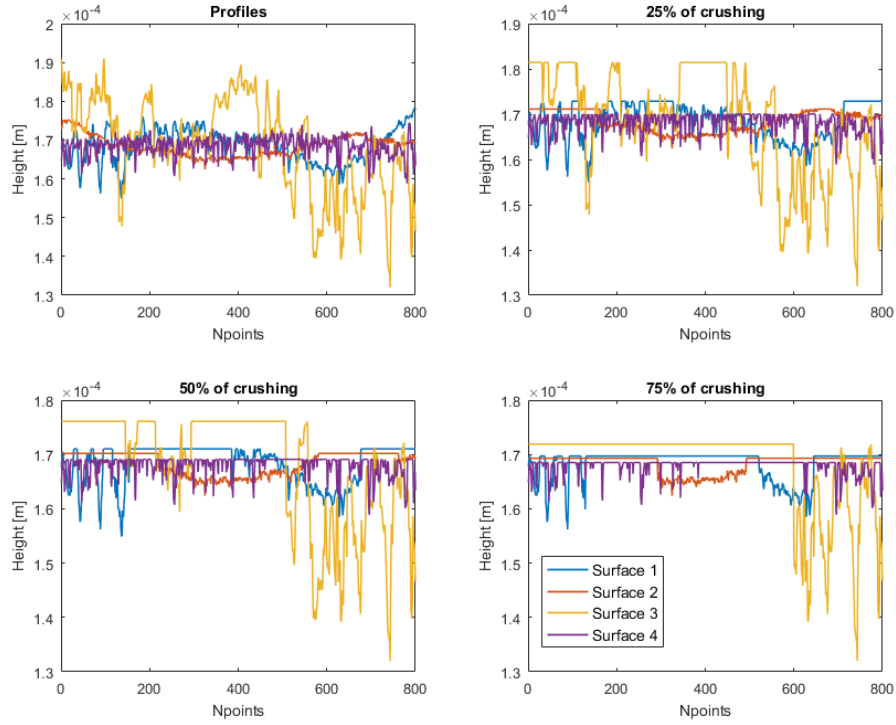 Profiles
×10⁻⁴
2
1.9
1.8
1.7
1.6
1.5
1.4
1.3
Height [m]
0 200 400 600 800
Npoints
25% of crushing
×10⁻⁴
1.9
1.8
1.7
1.6
1.5
1.4
1.3
Height [m]
0 200 400 600 800
Npoints
50% of crushing
×10⁻⁴
1.8
1.7
1.6
1.5
1.4
1.3
Height [m]
0 200 400 600 800
Npoints
75% of crushing
×10⁻⁴
1.8
1.7
1.6
1.5
1.4
1.3
Height [m]
Surface 1
Surface 2
Surface 3
Surface 4
0 200 400 600 800
Npoints